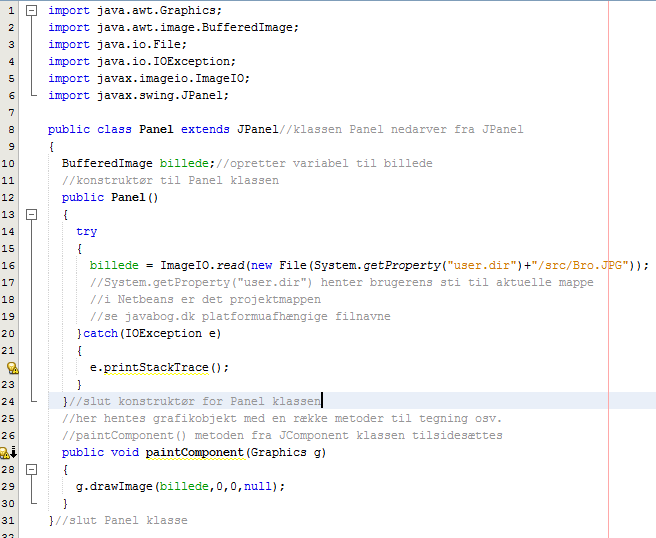 1 import java.awt.Graphics;
2 import java.awt.image.BufferedImage;
3 import java.io.File;
4 import java.io.IOException;
5 import javax.imageio.ImageIO;
6 import javax.swing.JPanel;
7
8 public class Panel extends JPanel//klassen Panel nedarver fra JPanel
9 {
10 BufferedImage billede;//opretter variabel til billede
11 //konstruktør til Panel klassen
12 public Panel()
13 {
14 try
15 {
16 billede = ImageIO.read(new File(System.getProperty("user.dir")+"/src/Bro.JPG"));
17 //System.getProperty("user.dir") henter brugerens sti til aktuelle mappe
18 //i Netbeans er det projektmappen
19 //se javabog.dk platformuafhængige filnavne
20 }catch(IOException e)
21 {
e.printStackTrace();
23 }
24 }//slut konstruktør for Panel klassen
25 //her hentes grafikobjekt med en række metoder til tegning osv.
26 //paintComponent() metoden fra JComponent klassen tilsidesættes
public void paintComponent(Graphics g)
28 {
29 g.drawImage(billede,0,0,null);
30 }
31 }//slut Panel klasse
32